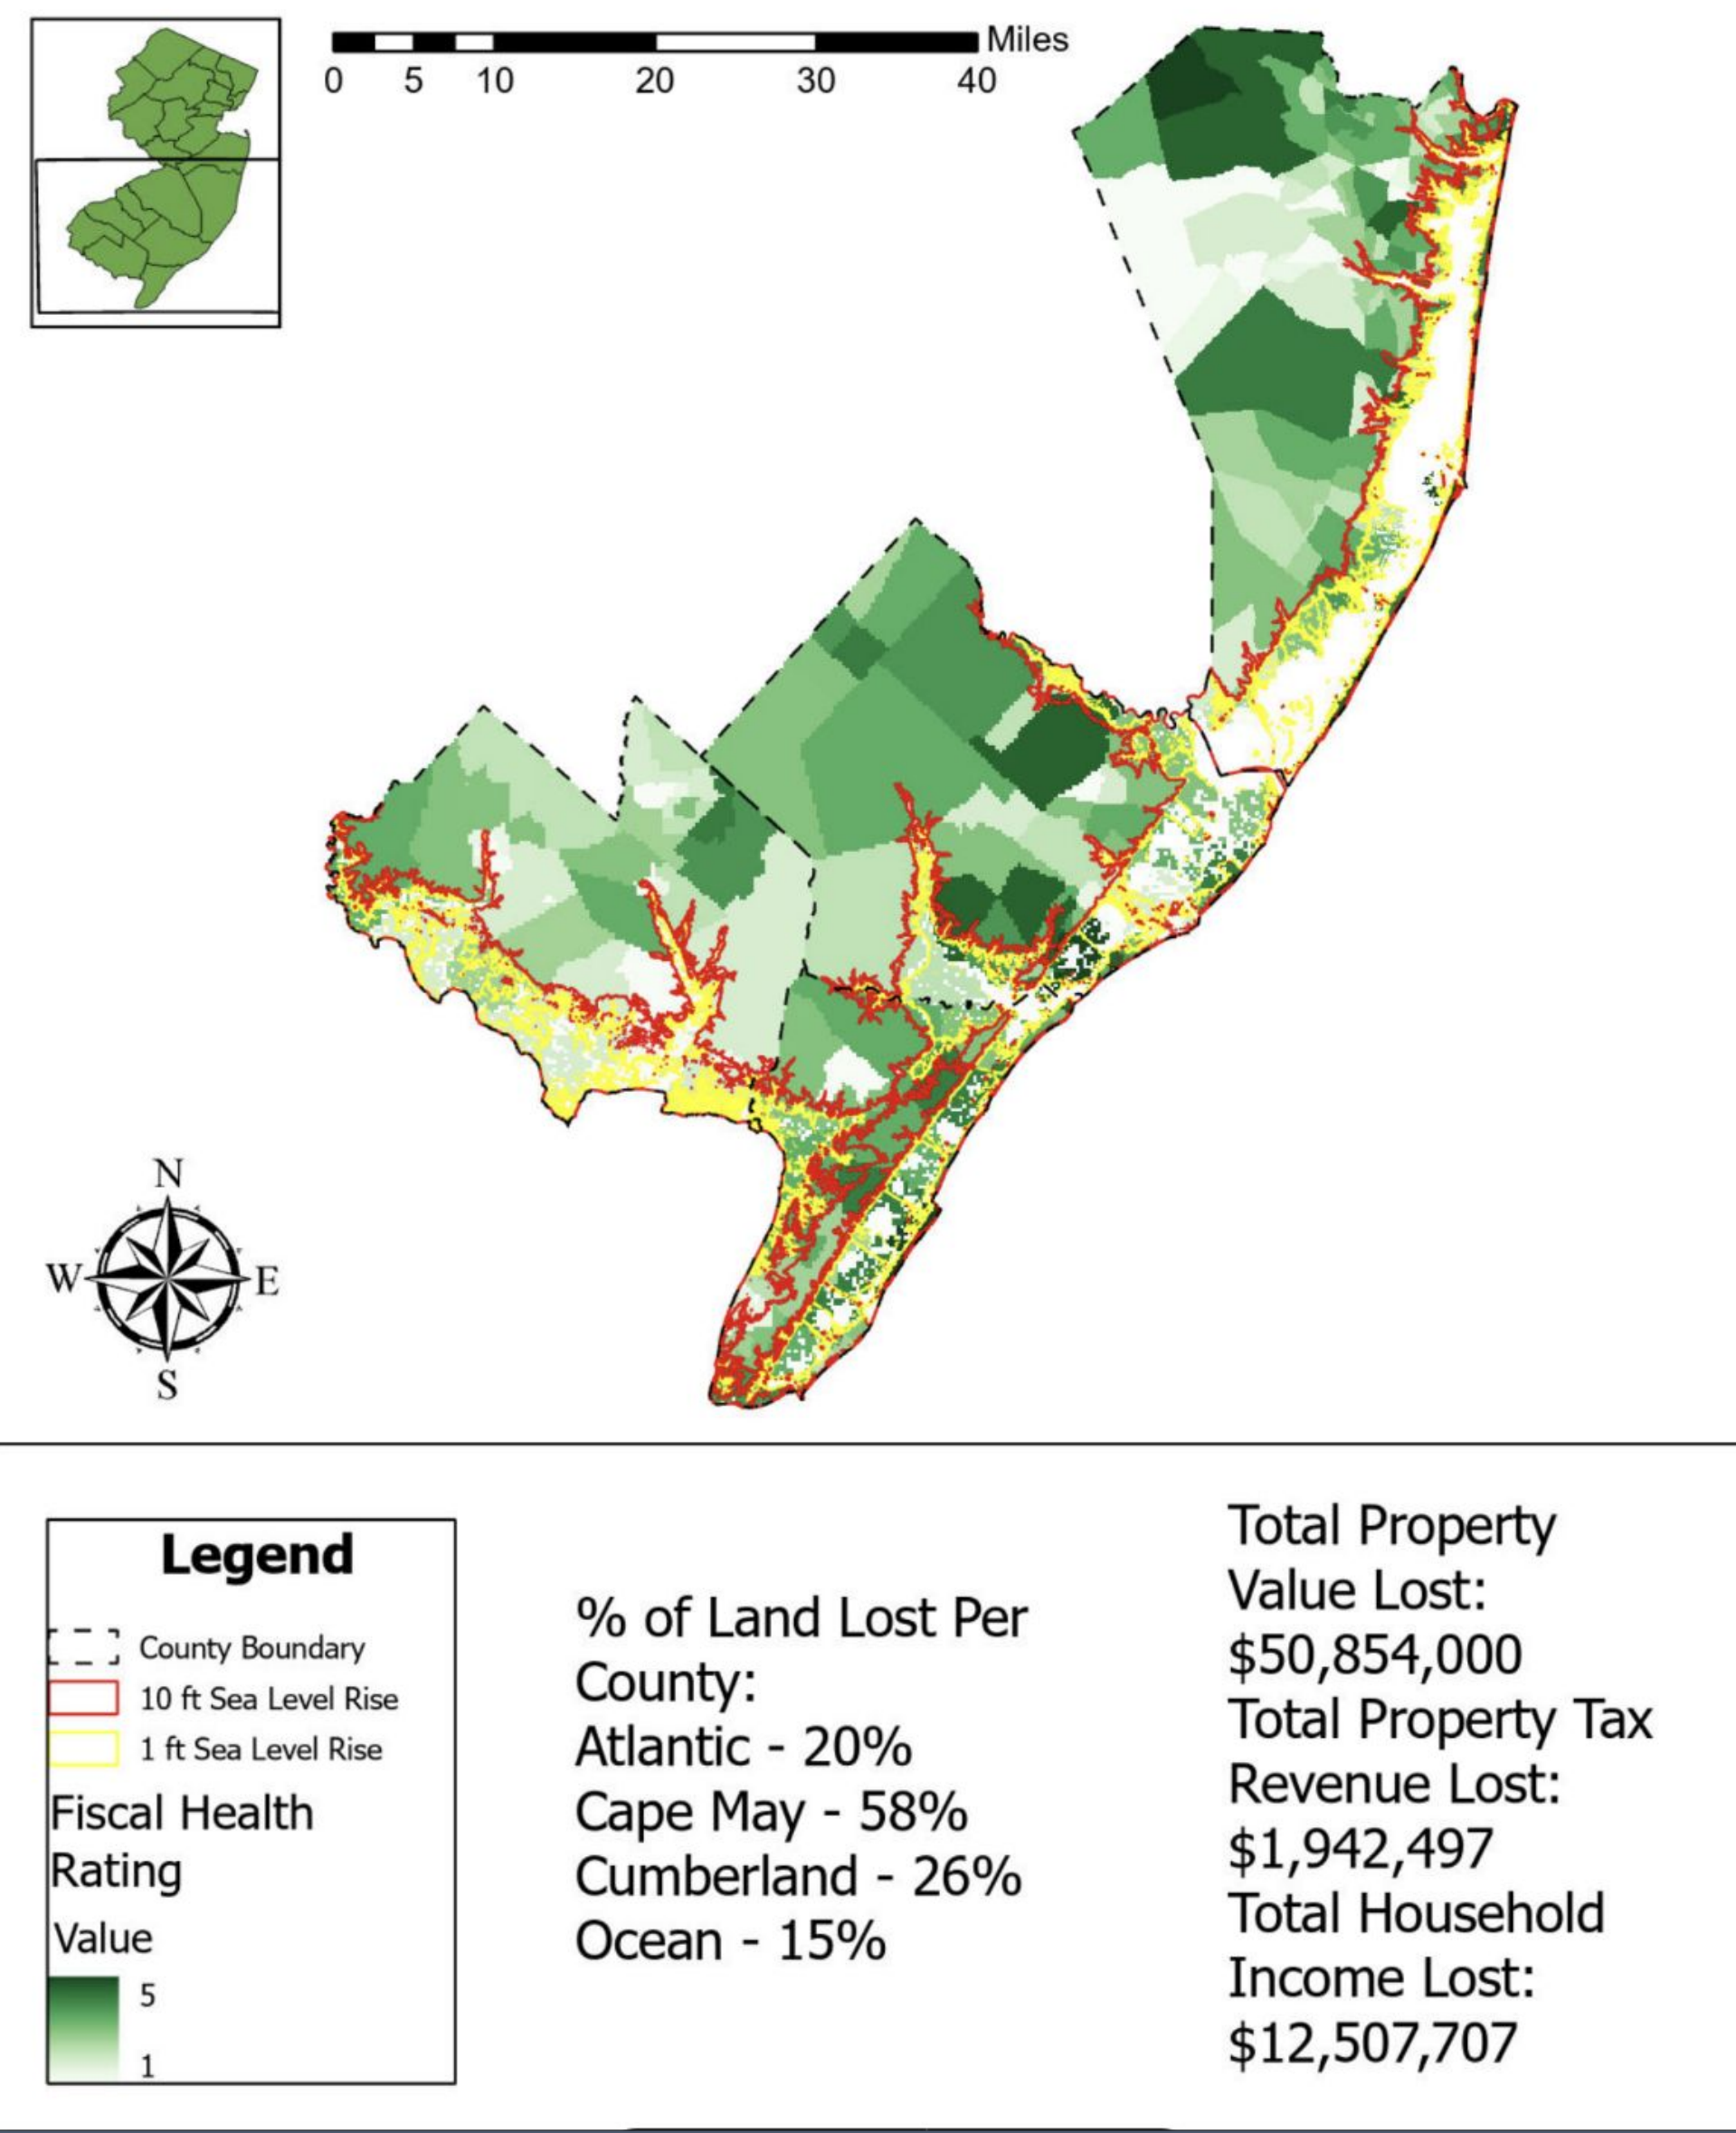 Miles
0 5 10 20 30 40
N
W E
S
Legend
County Boundary
10 ft Sea Level Rise
1 ft Sea Level Rise
Fiscal Health
Rating
Value
5
1
% of Land Lost Per
County:
Atlantic - 20%
Cape May - 58%
Cumberland - 26%
Ocean - 15%
Total Property
Value Lost:
$50,854,000
Total Property Tax
Revenue Lost:
$1,942,497
Total Household
Income Lost:
$12,507,707